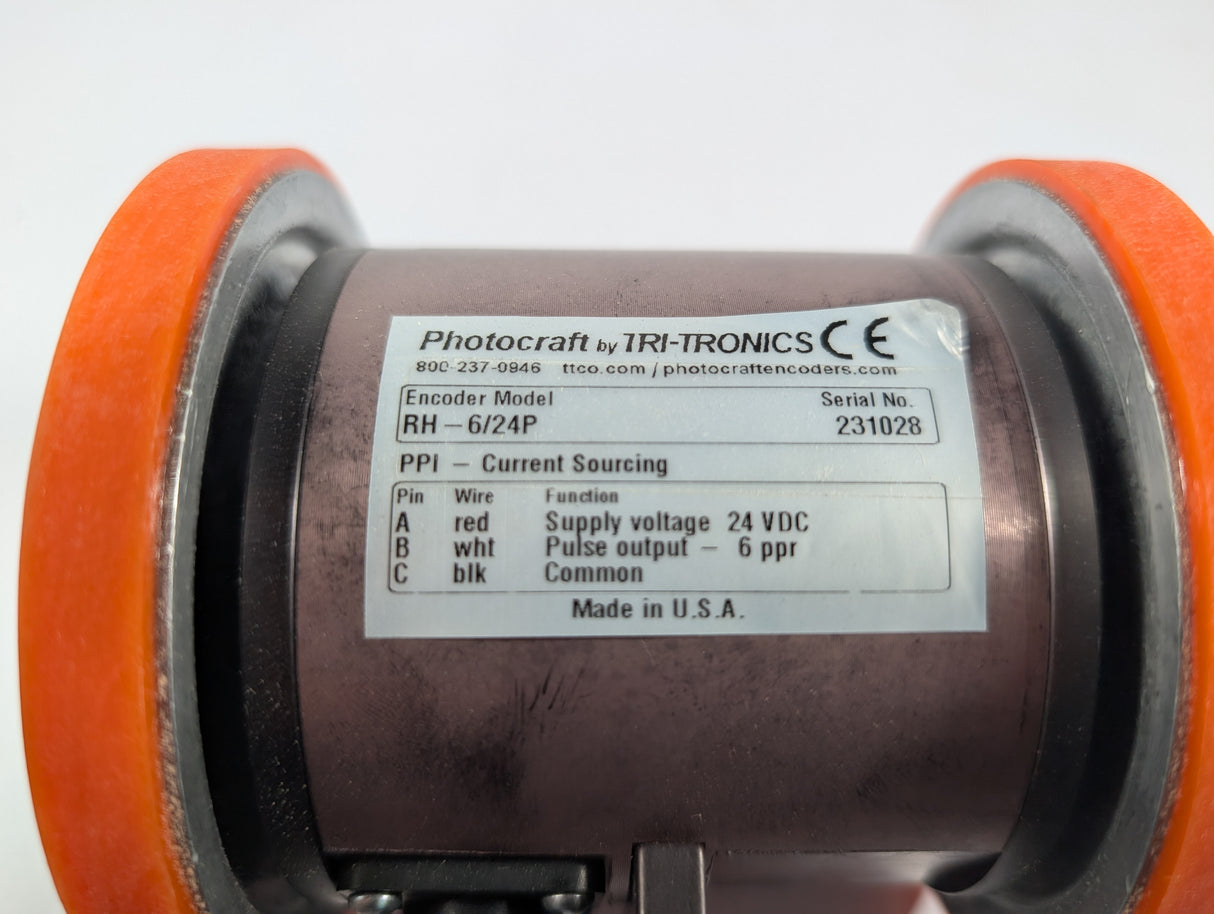 Photocraft by TRI-TRONICS CE
800-237-0946 ttco.com / photocraftencoders.com
Encoder Model Serial No.
RH – 6/24P 231028
PPI – Current Sourcing
Pin Wire Function
A red Supply voltage 24 VDC
B wht Pulse output – 6 ppr
C blk Common
Made in U.S.A.